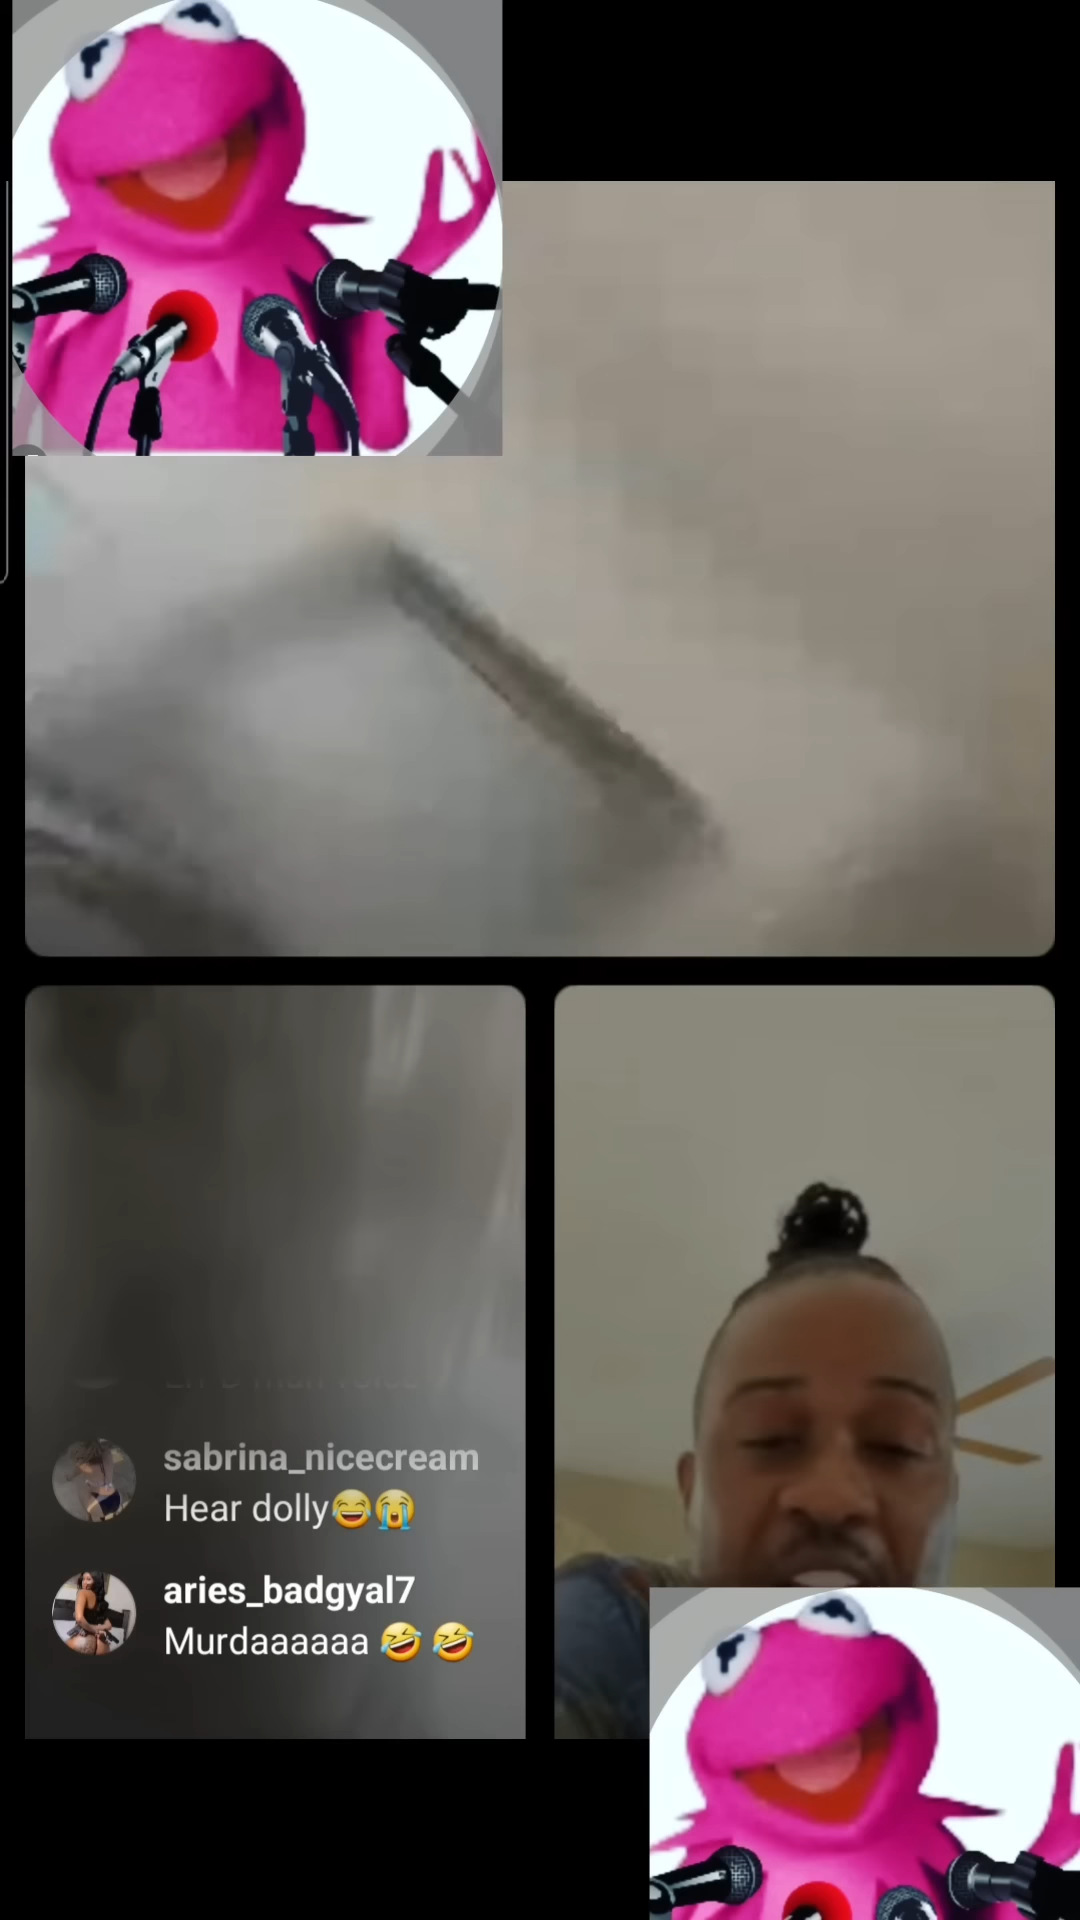 sabrina_nicecream
Hear dolly😂😭
aries_badgyal7
Murdaaaaaa 🤣 🤣